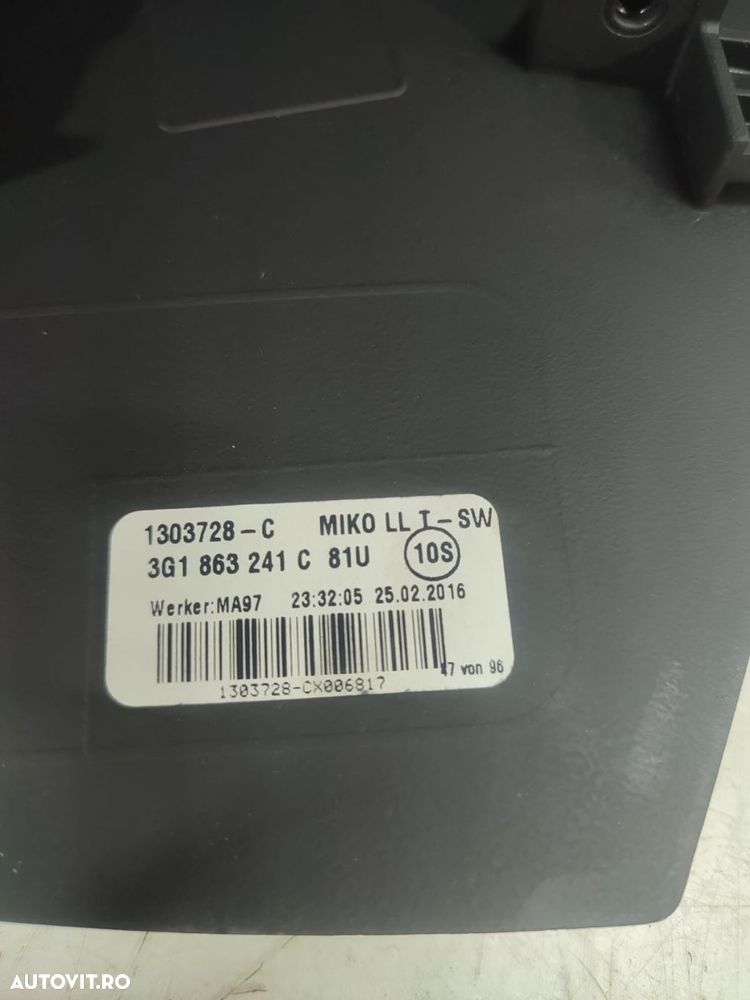 1303728-C MIKO LL T-SW
3G1 863 241 C 81U 10S
Werker:MA97 23:32:05 25.02.2016
47 von 96
1303728-CX006817
AUTOVIT.RO